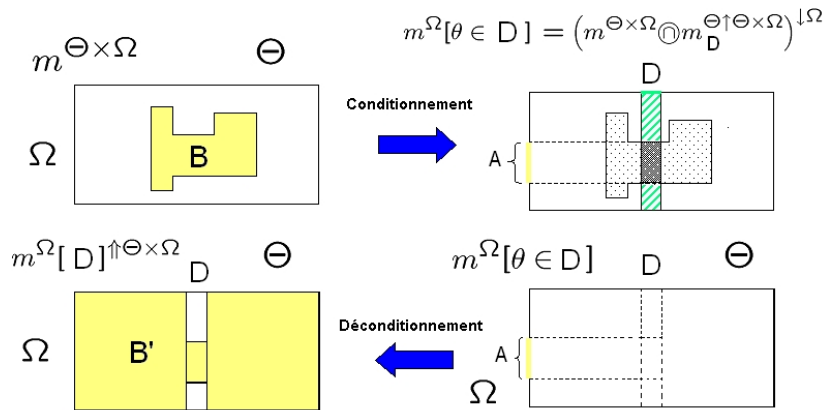 m^{Θ×Ω} Θ
m^Ω[θ ∈ D] = (m^{Θ×Ω} ∩⃝ m_D^{Θ↑Θ×Ω})^{↓Ω}
D
Conditionnement
Ω B
A {
m^Ω[D]^{⇑Θ×Ω} Θ
D
m^Ω[θ ∈ D] D Θ
Déconditionnement
Ω B'
A {
Ω